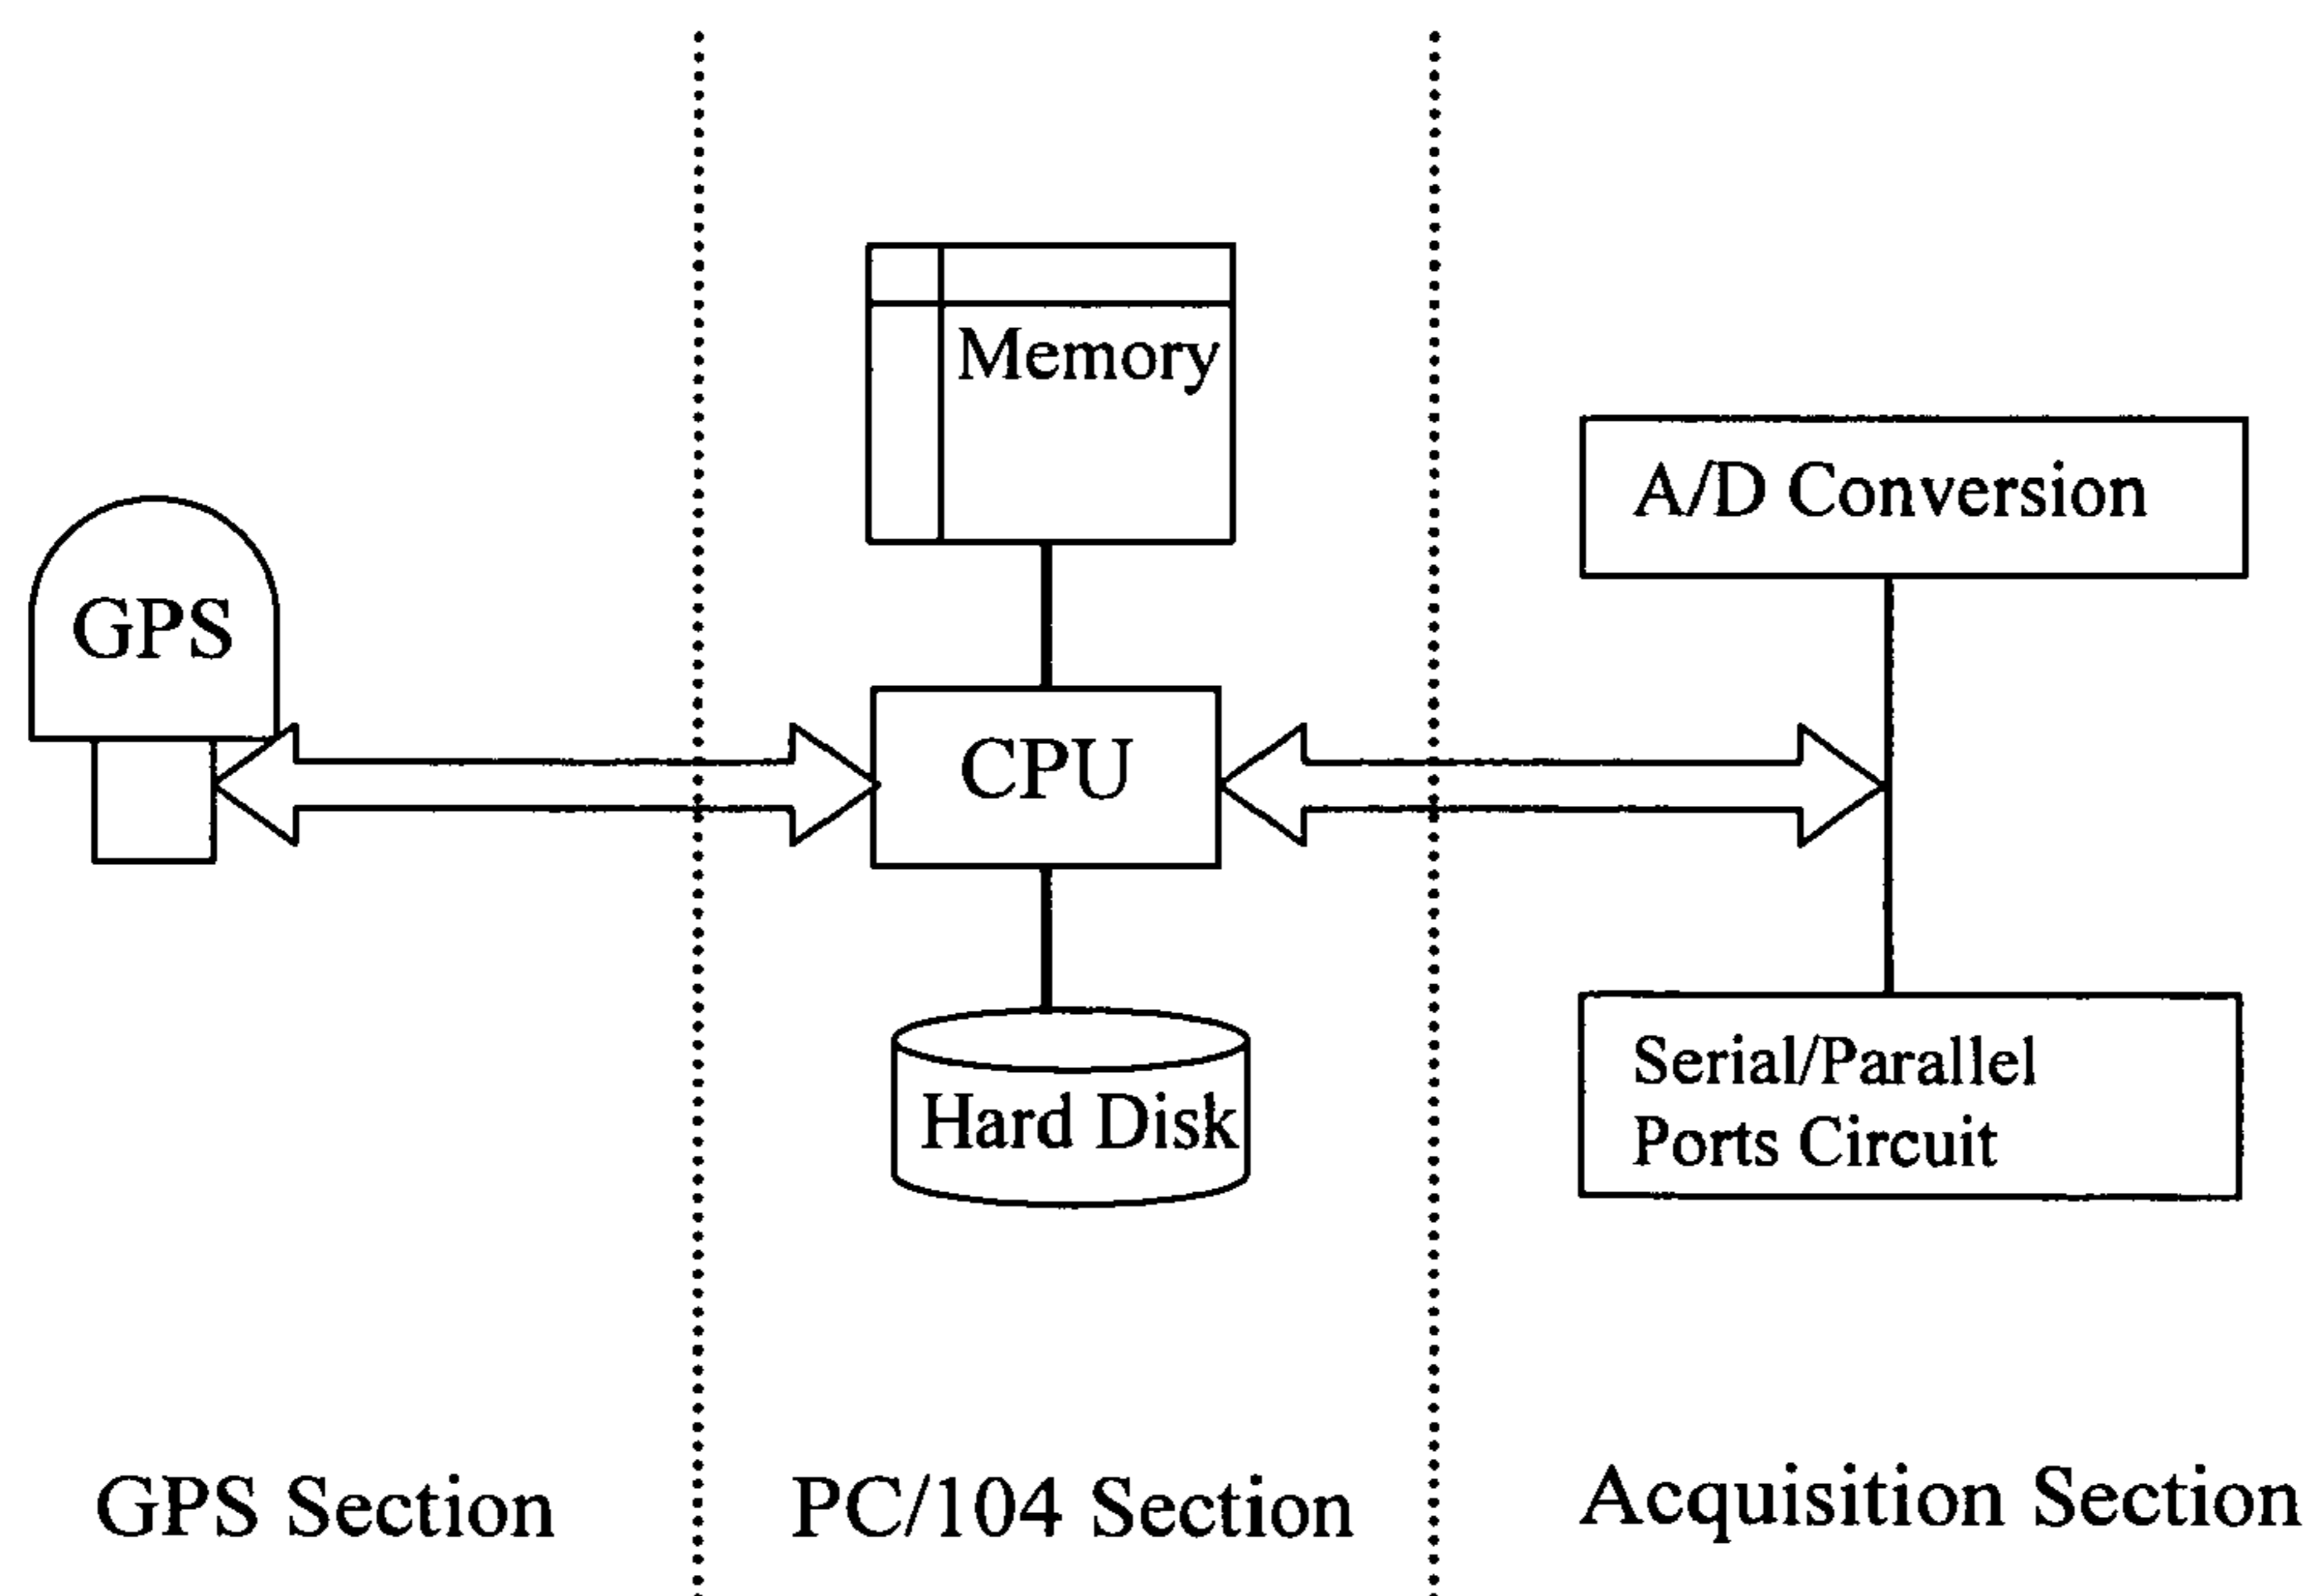 Memory
A/D Conversion
GPS
CPU
Serial/Parallel
Ports Circuit
Hard Disk
GPS Section
PC/104 Section
Acquisition Section